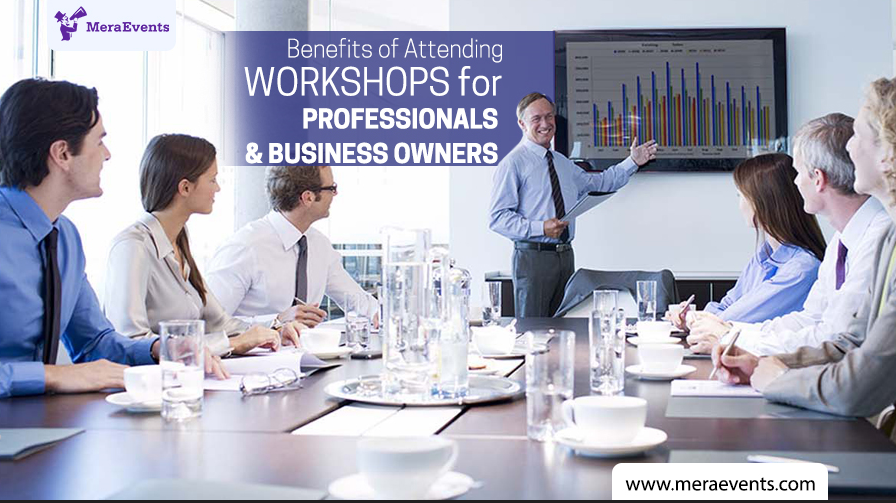 MeraEvents
Benefits of Attending
WORKSHOPS for
PROFESSIONALS
& BUSINESS OWNERS
www.meraevents.com